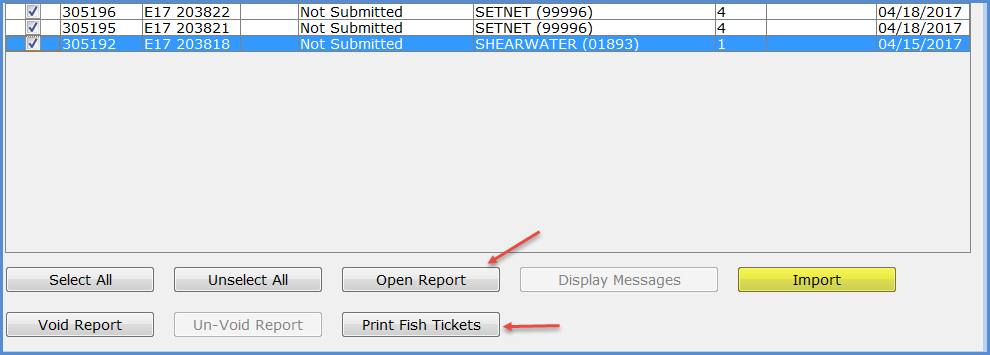 305196 E17 203822 Not Submitted SETNET (99996) 4 04/18/2017
305195 E17 203821 Not Submitted SETNET (99996) 4 04/18/2017
305192 E17 203818 Not Submitted SHEARWATER (01893) 1 04/15/2017
Select All Unselect All Open Report Display Messages Import
Void Report Un-Void Report Print Fish Tickets